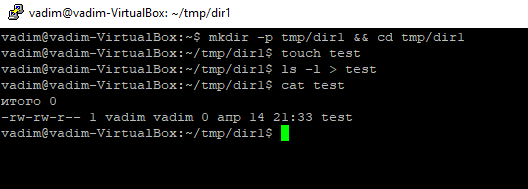 vadim@vadim-VirtualBox: ~/tmp/dir1
vadim@vadim-VirtualBox:~$ mkdir -p tmp/dir1 && cd tmp/dir1
vadim@vadim-VirtualBox:~/tmp/dir1$ touch test
vadim@vadim-VirtualBox:~/tmp/dir1$ ls -l > test
vadim@vadim-VirtualBox:~/tmp/dir1$ cat test
итого 0
-rw-rw-r-- 1 vadim vadim 0 апр 14 21:33 test
vadim@vadim-VirtualBox:~/tmp/dir1$